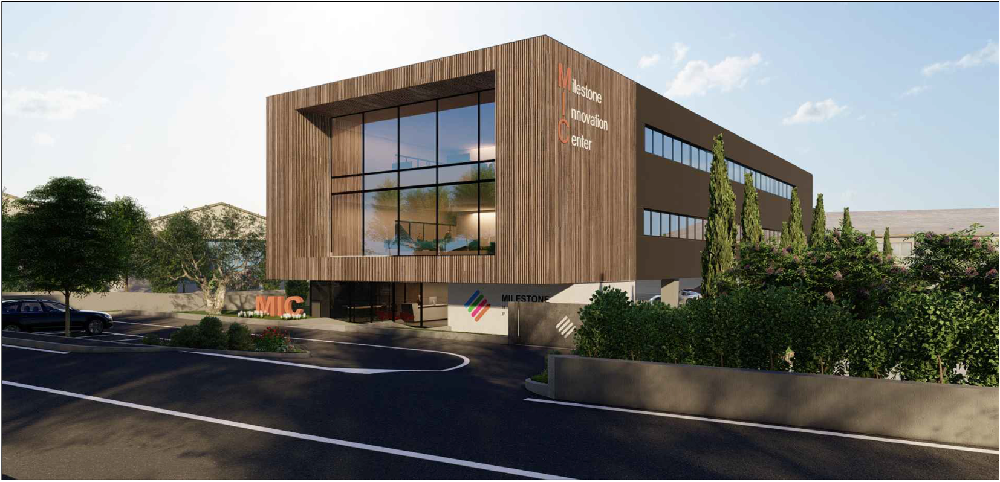 Milestone
Innovation
Center
MIC
MILESTONE
H
P